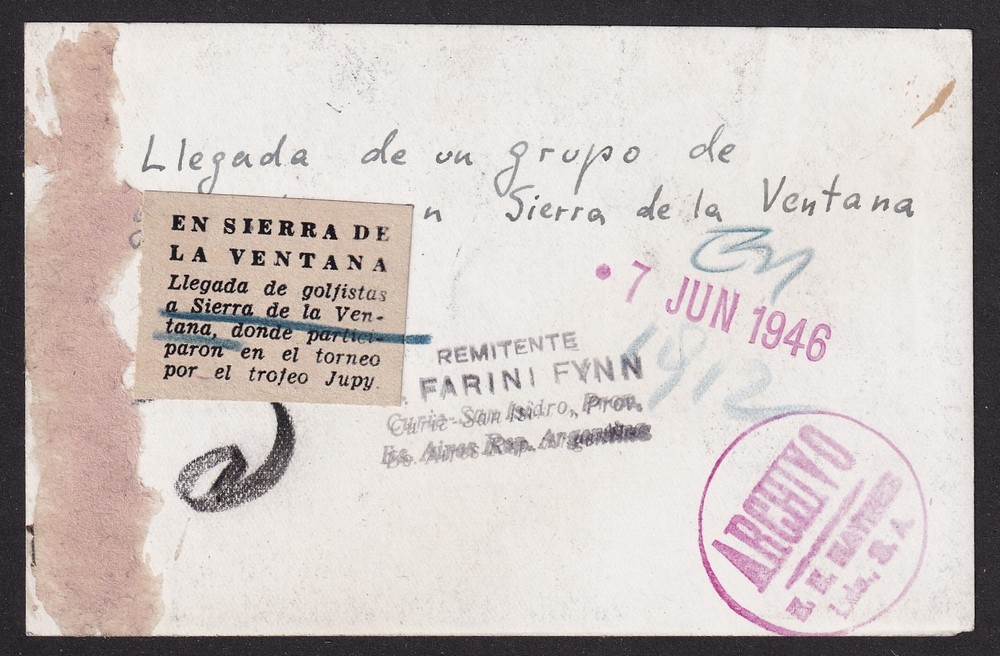 Llegada de un grupo de
n Sierra de la Ventana
EN SIERRA DE
LA VENTANA
Llegada de golfistas
a Sierra de la Ven-
tana, donde partici-
paron en el torneo
por el trofeo Jupy.
7 JUN 1946
1912
REMITENTE
FARINI FYNN
San Isidro, Prov.
Bs. Aires Rep. Argentina
ARCHIVO
Ltda., S. A.